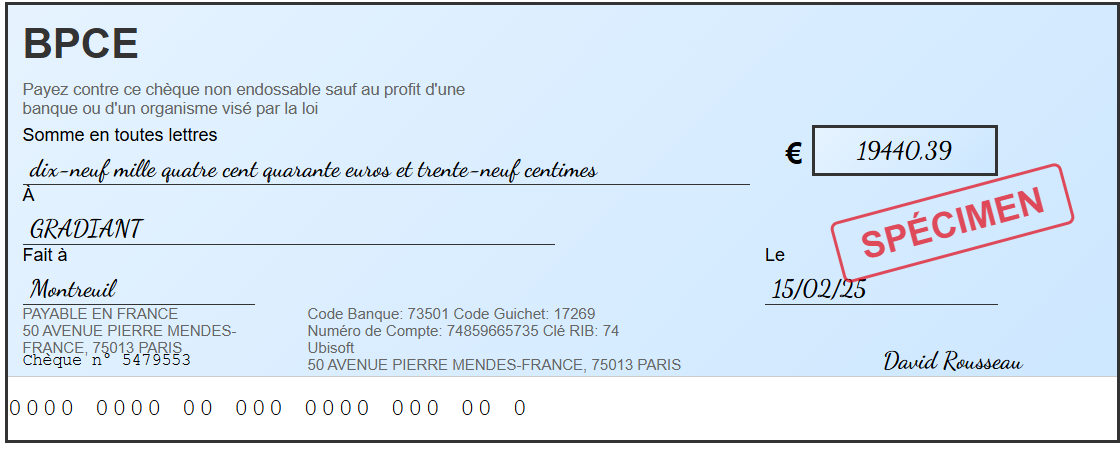 BPCE
Payez contre ce chèque non endossable sauf au profit d'une
banque ou d'un organisme visé par la loi
Somme en toutes lettres
€ 19440.39
dix-neuf mille quatre cent quarante euros et trente-neuf centimes
À
GRADIANT
SPÉCIMEN
Fait à
Le
Montreuil
15/02/25
PAYABLE EN FRANCE
50 AVENUE PIERRE MENDES-
FRANCE, 75013 PARIS
Chèque n° 5479553
Code Banque: 73501 Code Guichet: 17269
Numéro de Compte: 74859665735 Clé RIB: 74
Ubisoft
50 AVENUE PIERRE MENDES-FRANCE, 75013 PARIS
David Rousseau
0000 0000 00 000 0000 000 00 0